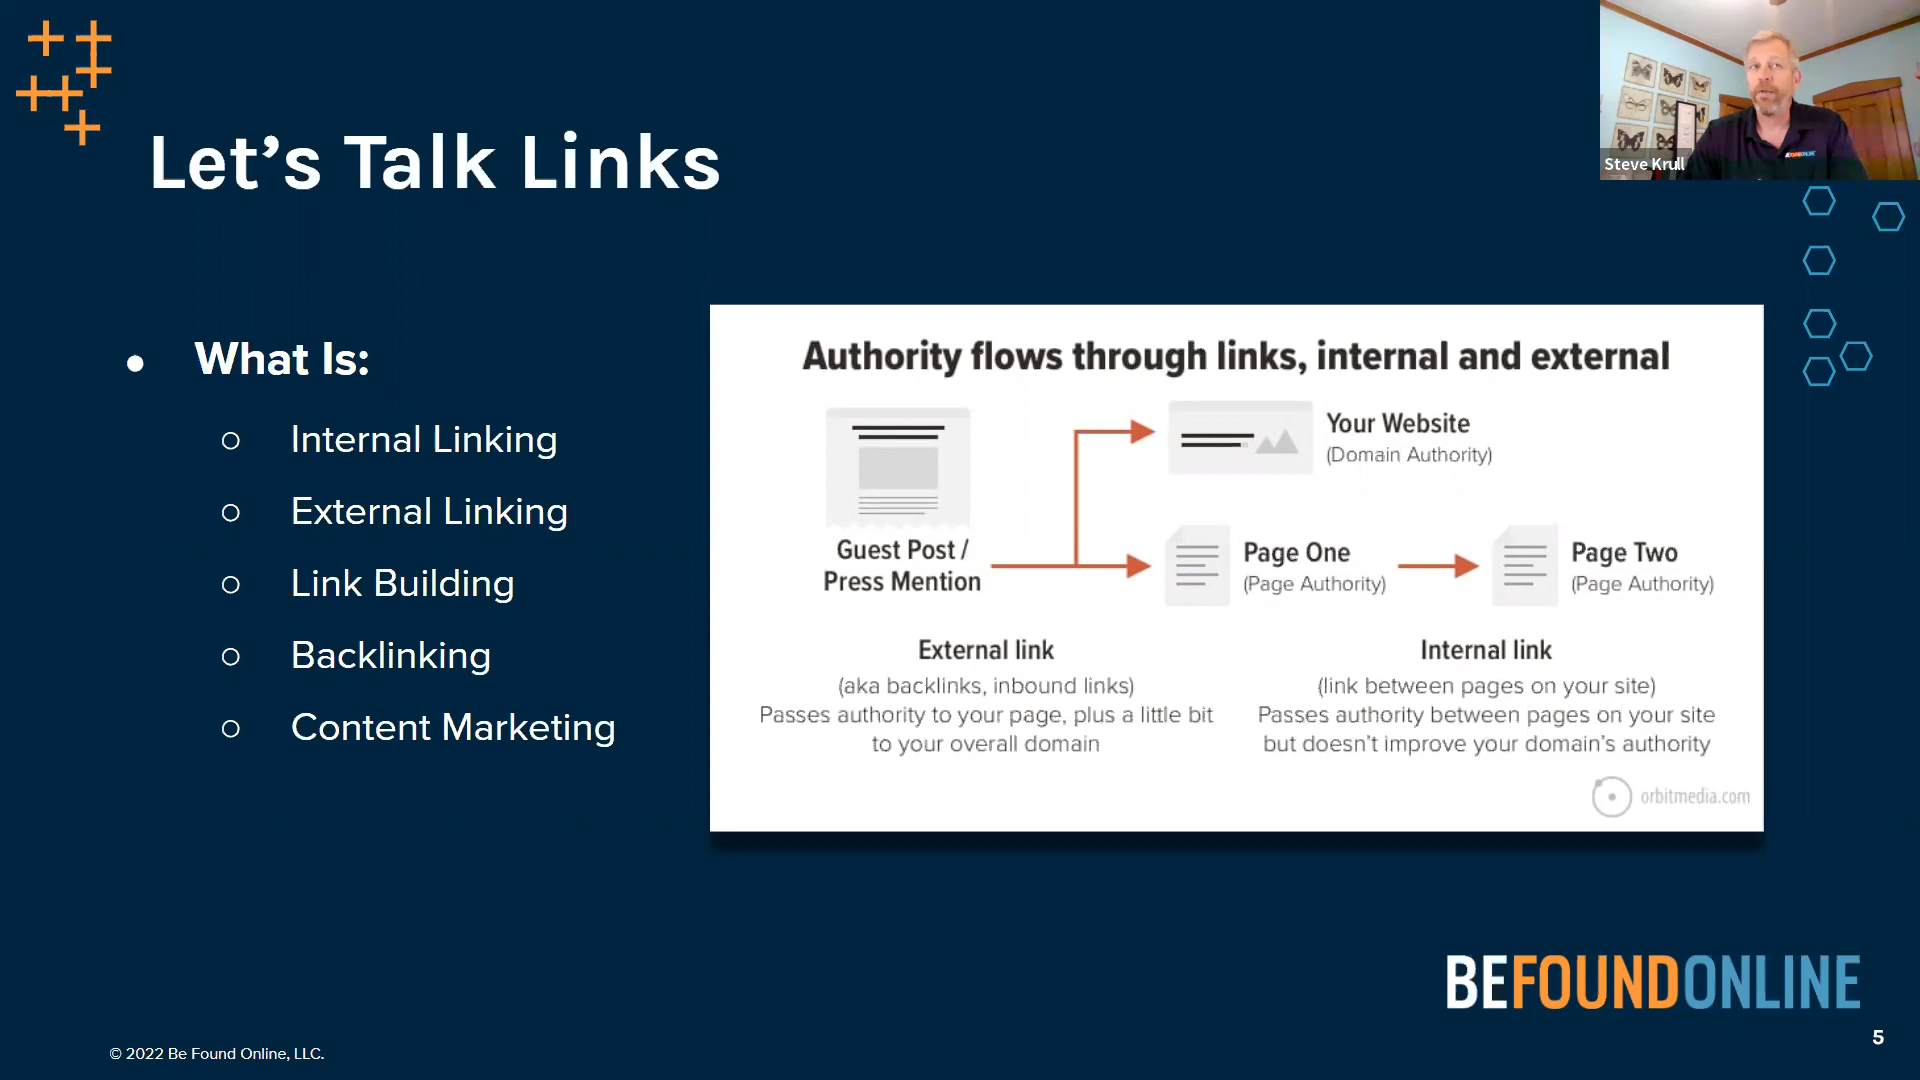 Let’s Talk Links
Steve Krull
What Is:
Internal Linking
External Linking
Link Building
Backlinking
Content Marketing
Authority flows through links, internal and external
Your Website
(Domain Authority)
Guest Post /
Press Mention
Page One
(Page Authority)
Page Two
(Page Authority)
External link
(aka backlinks, inbound links)
Passes authority to your page, plus a little bit
to your overall domain
Internal link
(link between pages on your site)
Passes authority between pages on your site
but doesn’t improve your domain’s authority
orbitmedia.com
BEFOUNDONLINE
5
© 2022 Be Found Online, LLC.